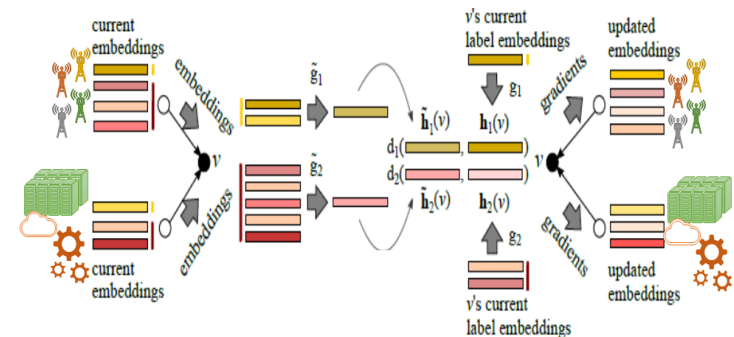 current
embeddings
embeddings
v
embeddings
current
embeddings
g̃₁
g̃₂
v's current
label embeddings
g₁
h̃₁(v)
h₁(v)
d₁( , )
d₂( , )
h̃₂(v)
h₂(v)
g₂
v's current
label embeddings
v
gradients
gradients
updated
embeddings
updated
embeddings